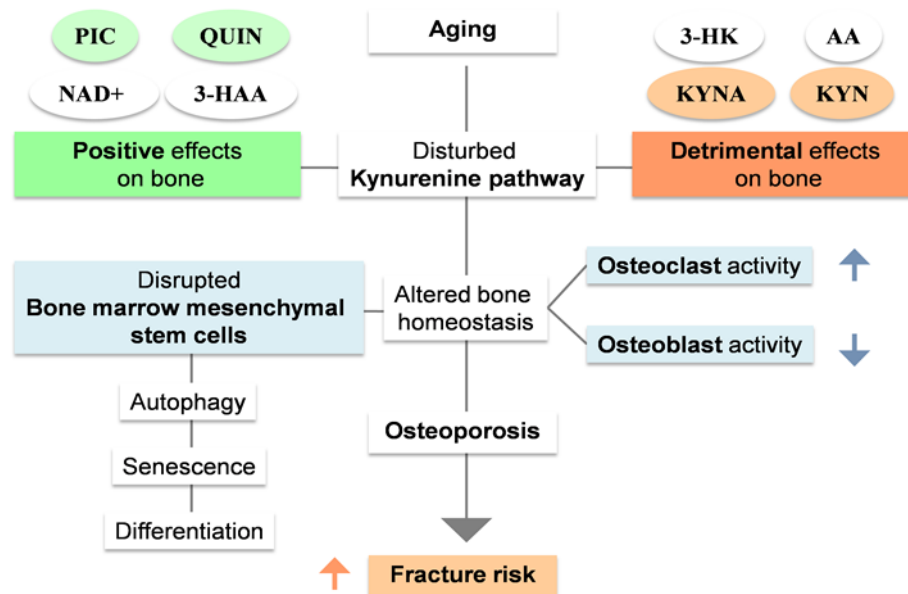 PIC
QUIN
NAD+
3-HAA
Aging
3-HK
AA
KYNA
KYN
Positive effects
on bone
Disturbed
Kynurenine pathway
Detrimental effects
on bone
Disrupted
Bone marrow mesenchymal
stem cells
Altered bone
homeostasis
Osteoclast activity
Osteoblast activity
Autophagy
Senescence
Differentiation
Osteoporosis
Fracture risk